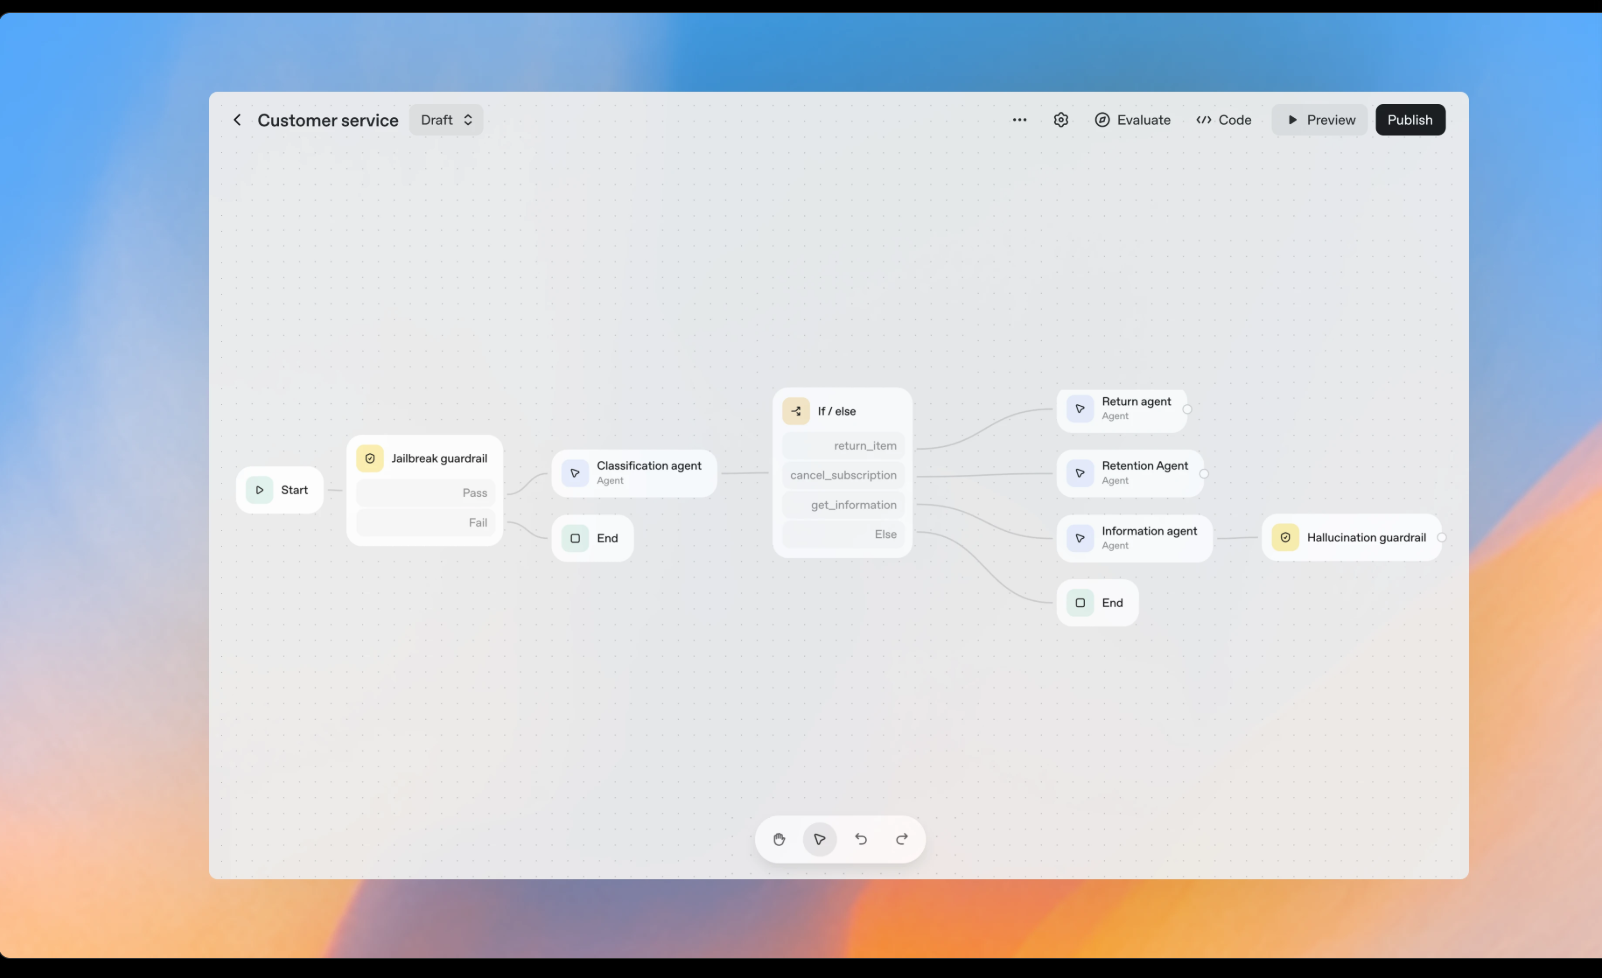 Customer service
Draft
Evaluate
Code
Preview
Publish
Start
Jailbreak guardrail
Pass
Fail
Classification agent
Agent
End
If / else
return_item
cancel_subscription
get_information
Else
Return agent
Agent
Retention Agent
Agent
Information agent
Agent
End
Hallucination guardrail